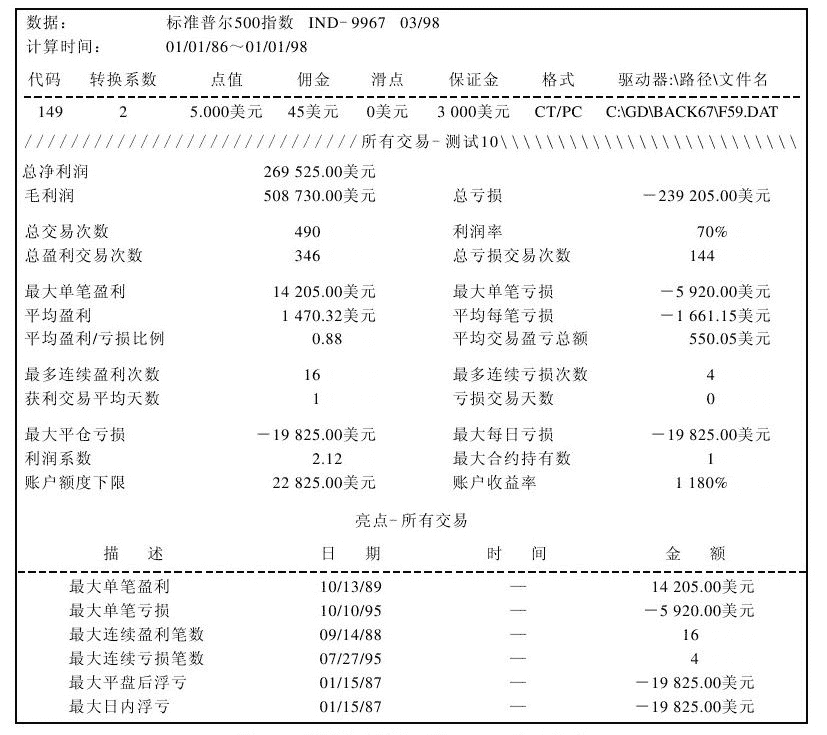 数据： 标准普尔500指数 IND-9967 03/98
计算时间： 01/01/86～01/01/98
代码 转换系数 点值 佣金 滑点 保证金 格式 驱动器:\路径\文件名
149 2 5.000美元 45美元 0美元 3 000美元 CT/PC C:\GD\BACK67\F59.DAT
/////////////////////////////所有交易-测试10\\\\\\\\\\\\\\\\\\\\\\\\\\
总净利润 269 525.00美元
毛利润 508 730.00美元 总亏损 -239 205.00美元
总交易次数 490 利润率 70%
总盈利交易次数 346 总亏损交易次数 144
最大单笔盈利 14 205.00美元 最大单笔亏损 -5 920.00美元
平均盈利 1 470.32美元 平均每笔亏损 -1 661.15美元
平均盈利/亏损比例 0.88 平均交易盈亏总额 550.05美元
最多连续盈利次数 16 最多连续亏损次数 4
获利交易平均天数 1 亏损交易天数 0
最大平仓亏损 -19 825.00美元 最大每日亏损 -19 825.00美元
利润系数 2.12 最大合约持有数 1
账户额度下限 22 825.00美元 账户收益率 1 180%
亮点-所有交易
描 述 日 期 时 间 金 额
最大单笔盈利 10/13/89 — 14 205.00美元
最大单笔亏损 10/10/95 — -5 920.00美元
最大连续盈利笔数 09/14/88 — 16
最大连续亏损笔数 07/27/95 — 4
最大平盘后浮亏 01/15/87 — -19 825.00美元
最大日内浮亏 01/15/87 — -19 825.00美元